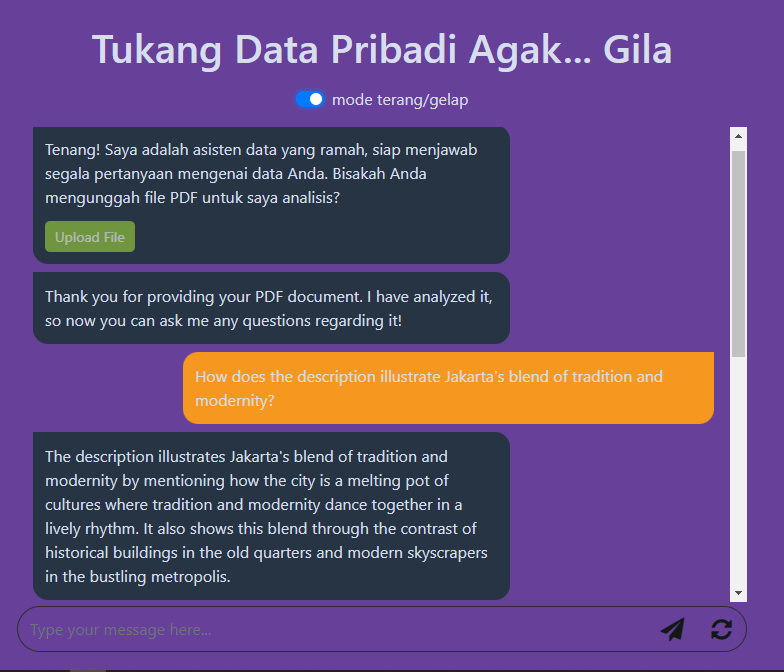 Tukang Data Pribadi Agak... Gila
mode terang/gelap
Tenang! Saya adalah asisten data yang ramah, siap menjawab
segala pertanyaan mengenai data Anda. Bisakah Anda
mengunggah file PDF untuk saya analisis?
Upload File
Thank you for providing your PDF document. I have analyzed it,
so now you can ask me any questions regarding it!
How does the description illustrate Jakarta's blend of tradition and
modernity?
The description illustrates Jakarta's blend of tradition and
modernity by mentioning how the city is a melting pot of
cultures where tradition and modernity dance together in a
lively rhythm. It also shows this blend through the contrast of
historical buildings in the old quarters and modern skyscrapers
in the bustling metropolis.
Type your message here...